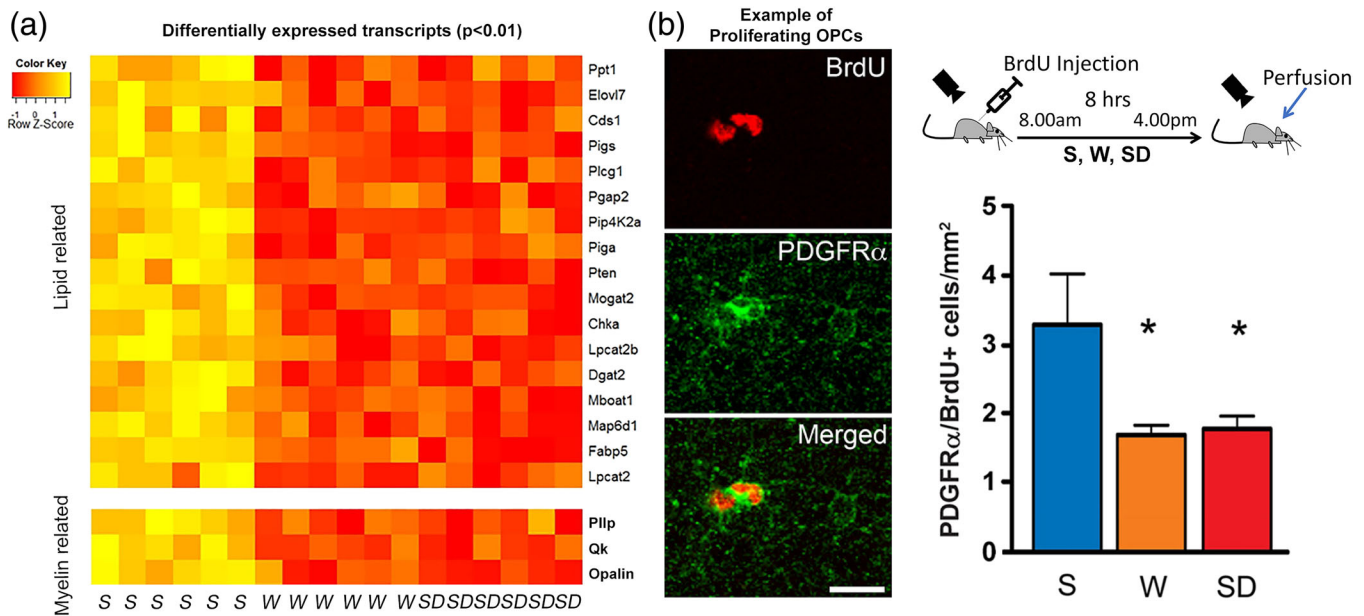 (a)
Differentially expressed transcripts (p<0.01)
Color Key
-1 0 1
Row Z-Score
Lipid related
Ppt1
Elovl7
Cds1
Pigs
Plcg1
Pgap2
Pip4K2a
Piga
Pten
Mogat2
Chka
Lpcat2b
Dgat2
Mboat1
Map6d1
Fabp5
Lpcat2
Myelin related
Pllp
Qk
Opalin
S S S S S S W W W W W W SD SD SD SD SD SD
(b)
Example of
Proliferating OPCs
BrdU
PDGFRα
Merged
BrdU Injection
8 hrs
Perfusion
8.00am 4.00pm
S, W, SD
PDGFRα/BrdU+ cells/mm²
5
4
3
2
1
0
* *
S W SD